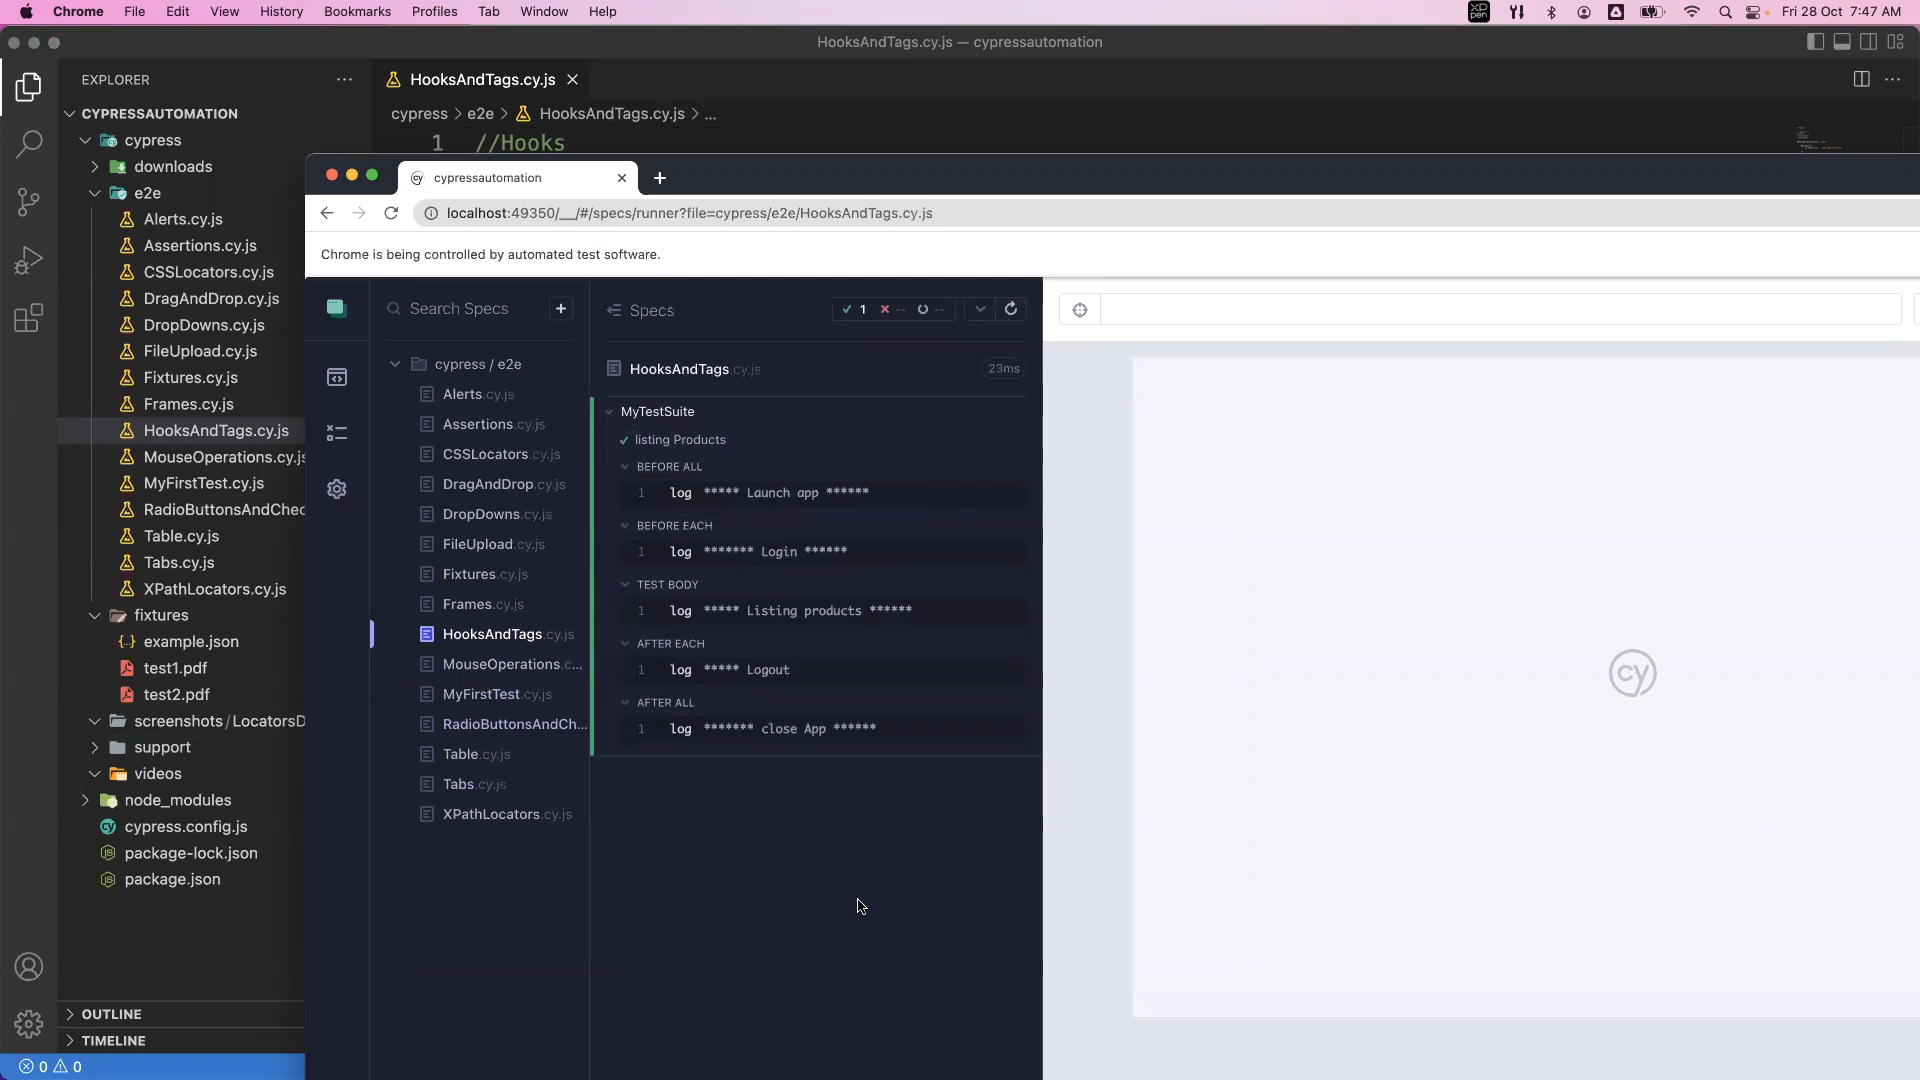 Chrome File Edit View History Bookmarks Profiles Tab Window Help
XP
pen
Fri 28 Oct 7:47 AM
HooksAndTags.cy.js — cypressautomation
EXPLORER
HooksAndTags.cy.js
CYPRESSAUTOMATION
cypress > e2e > HooksAndTags.cy.js > ...
1 //Hooks
cypress
downloads
e2e
Alerts.cy.js
Assertions.cy.js
CSSLocators.cy.js
DragAndDrop.cy.js
DropDowns.cy.js
FileUpload.cy.js
Fixtures.cy.js
Frames.cy.js
HooksAndTags.cy.js
MouseOperations.cy.js
MyFirstTest.cy.js
RadioButtonsAndChec
Table.cy.js
Tabs.cy.js
XPathLocators.cy.js
fixtures
example.json
test1.pdf
test2.pdf
screenshots / LocatorsD
support
videos
node_modules
cypress.config.js
package-lock.json
package.json
OUTLINE
TIMELINE
0 0
cypressautomation
localhost:49350/__/#/specs/runner?file=cypress/e2e/HooksAndTags.cy.js
Chrome is being controlled by automated test software.
Search Specs
cypress / e2e
Alerts.cy.js
Assertions.cy.js
CSSLocators.cy.js
DragAndDrop.cy.js
DropDowns.cy.js
FileUpload.cy.js
Fixtures.cy.js
Frames.cy.js
HooksAndTags.cy.js
MouseOperations.c...
MyFirstTest.cy.js
RadioButtonsAndCh...
Table.cy.js
Tabs.cy.js
XPathLocators.cy.js
Specs
1 -- --
HooksAndTags.cy.js 23ms
MyTestSuite
listing Products
BEFORE ALL
1 log ***** Launch app ******
BEFORE EACH
1 log ******* Login ******
TEST BODY
1 log ***** Listing products ******
AFTER EACH
1 log ***** Logout
AFTER ALL
1 log ******* close App ******
cy